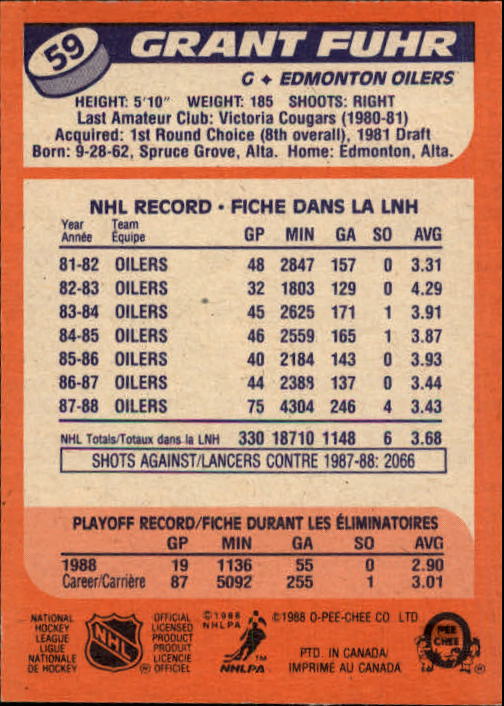 59
GRANT FUHR
G ♦ EDMONTON OILERS
HEIGHT: 5'10" WEIGHT: 185 SHOOTS: RIGHT
Last Amateur Club: Victoria Cougars (1980-81)
Acquired: 1st Round Choice (8th overall), 1981 Draft
Born: 9-28-62, Spruce Grove, Alta. Home: Edmonton, Alta.
NHL RECORD • FICHE DANS LA LNH
Year Team
Année Équipe GP MIN GA SO AVG
81-82 OILERS 48 2847 157 0 3.31
82-83 OILERS 32 1803 129 0 4.29
83-84 OILERS 45 2625 171 1 3.91
84-85 OILERS 46 2559 165 1 3.87
85-86 OILERS 40 2184 143 0 3.93
86-87 OILERS 44 2388 137 0 3.44
87-88 OILERS 75 4304 246 4 3.43
NHL Totals/Totaux dans la LNH 330 18710 1148 6 3.68
SHOTS AGAINST/LANCERS CONTRE 1987-88: 2066
PLAYOFF RECORD/FICHE DURANT LES ÉLIMINATOIRES
GP MIN GA SO AVG
1988 19 1136 55 0 2.90
Career/Carrière 87 5092 255 1 3.01
NATIONAL
HOCKEY
LEAGUE
LIGUE
NATIONALE
DE HOCKEY
NHL
OFFICIAL
LICENSED
PRODUCT
PRODUIT
LICENCIE
® OFFICIEL
©1988
NHLPA
NHLPA
™
©1988 O-PEE-CHEE CO LTD
PTD. IN CANADA/
IMPRIME AU CANADA
PEE
CHEE
®